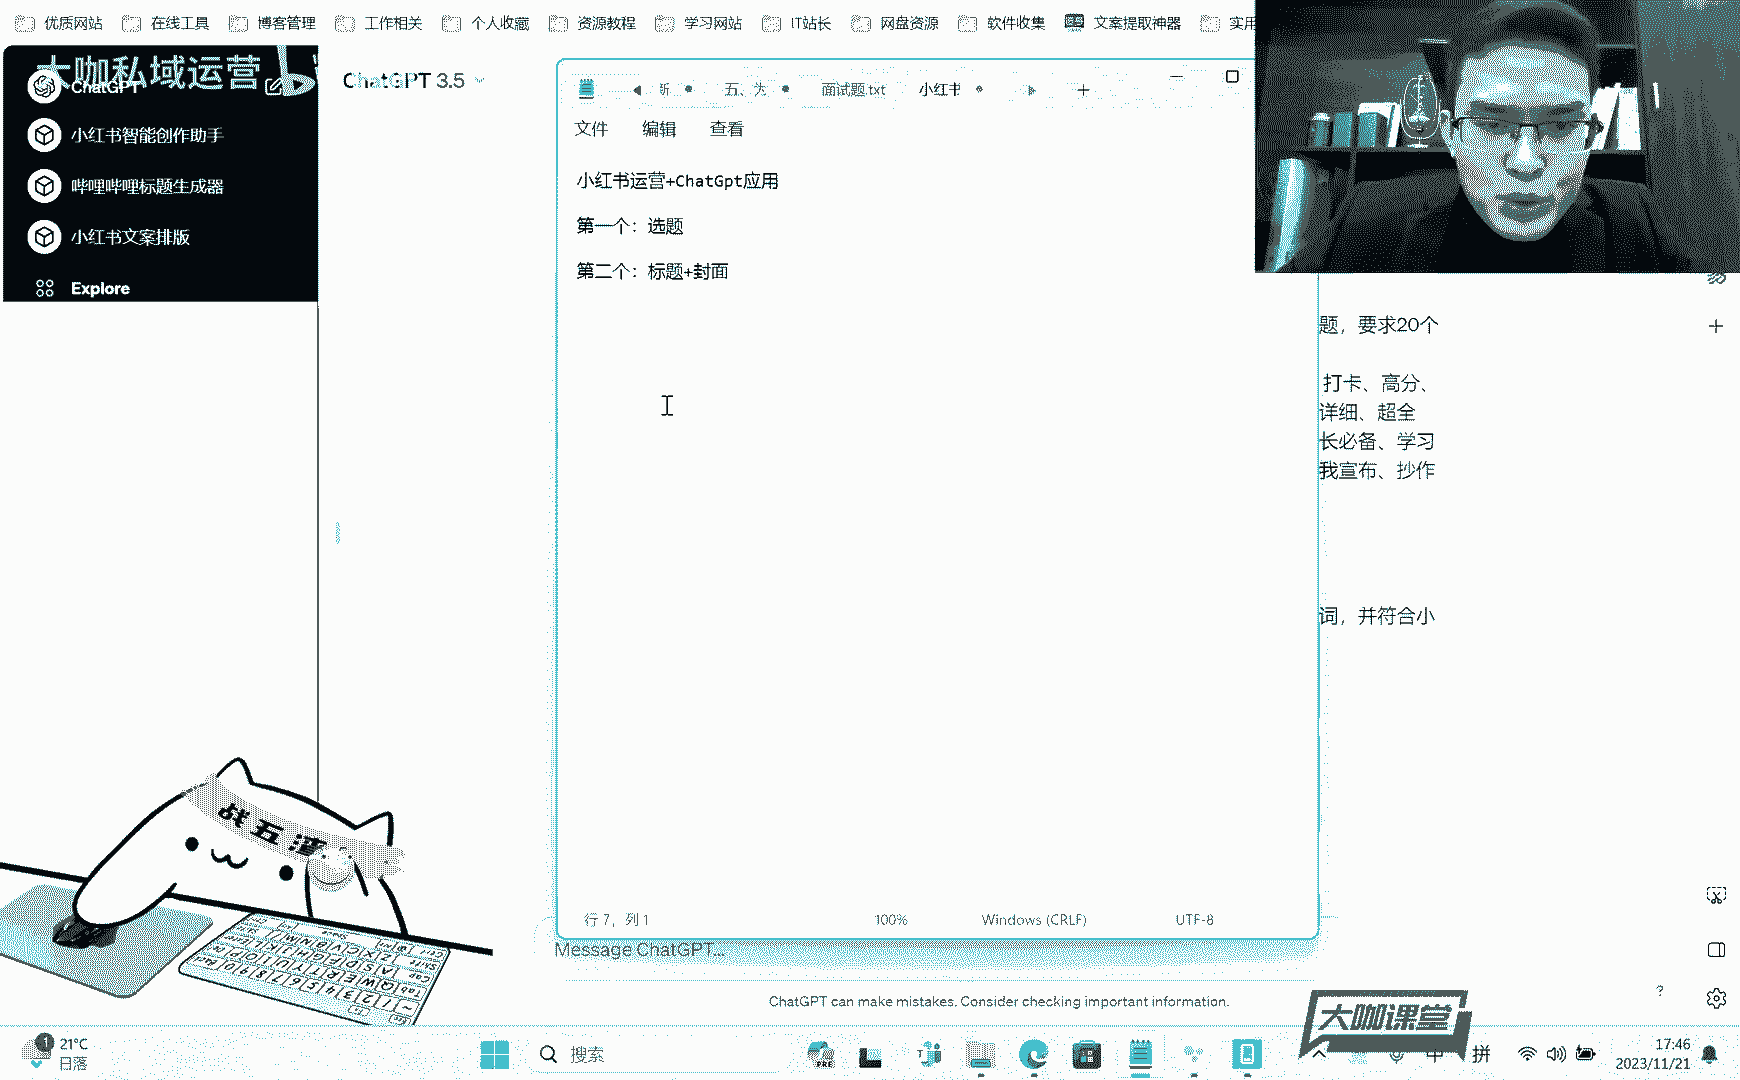 优质网站 在线工具 博客管理 工作相关 个人收藏 资源教程 学习网站 IT站长 网盘资源 软件收集 文案提取神器 实用
大咖私域运营
ChatGPT
小红书智能创作助手
哔哩哔哩标题生成器
小红书文案排版
Explore
ChatGPT 3.5
五、为 面试题.txt 小红书
文件 编辑 查看
小红书运营+ChatGpt应用
第一个：选题
第二个：标题+封面
题，要求20个
打卡、高分、
详细、超全
长必备、学习
我宣布、抄作
词，并符合小
战五渣
行 7，列 1 100% Windows (CRLF) UTF-8
Message ChatGPT...
ChatGPT can make mistakes. Consider checking important information.
?
大咖课堂
1 21°C
日落
搜索
PRE
中 拼
17:46
2023/11/21